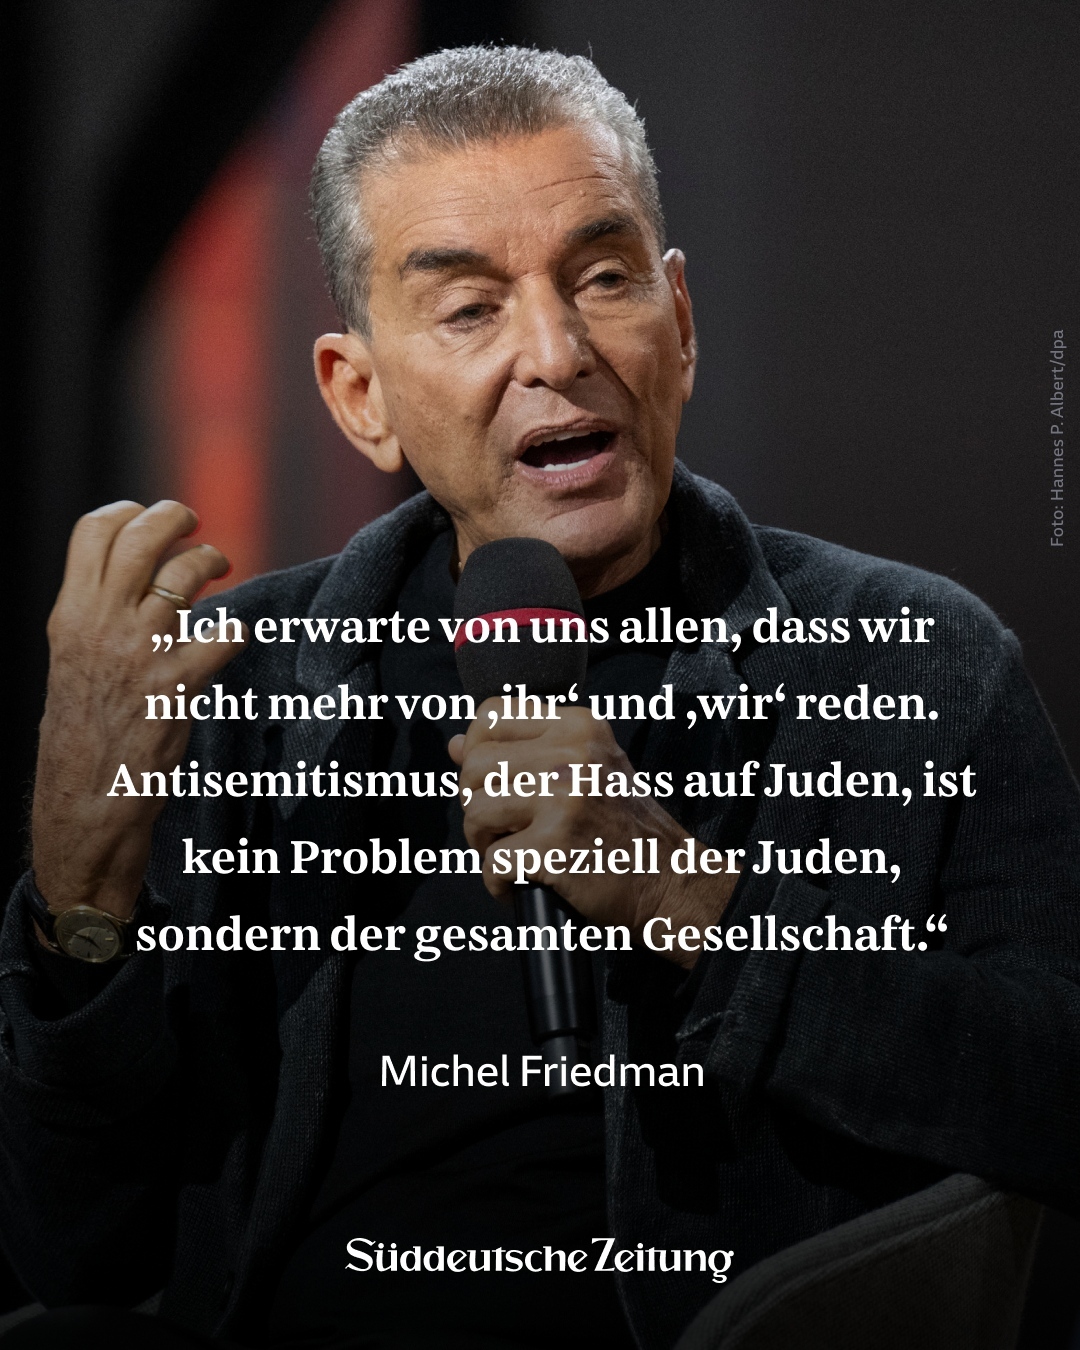 „Ich erwarte von uns allen, dass wir
nicht mehr von ‚ihr‘ und ‚wir‘ reden.
Antisemitismus, der Hass auf Juden, ist
kein Problem speziell der Juden,
sondern der gesamten Gesellschaft.“
Michel Friedman
Süddeutsche Zeitung
Foto: Hannes P. Albert/dpa